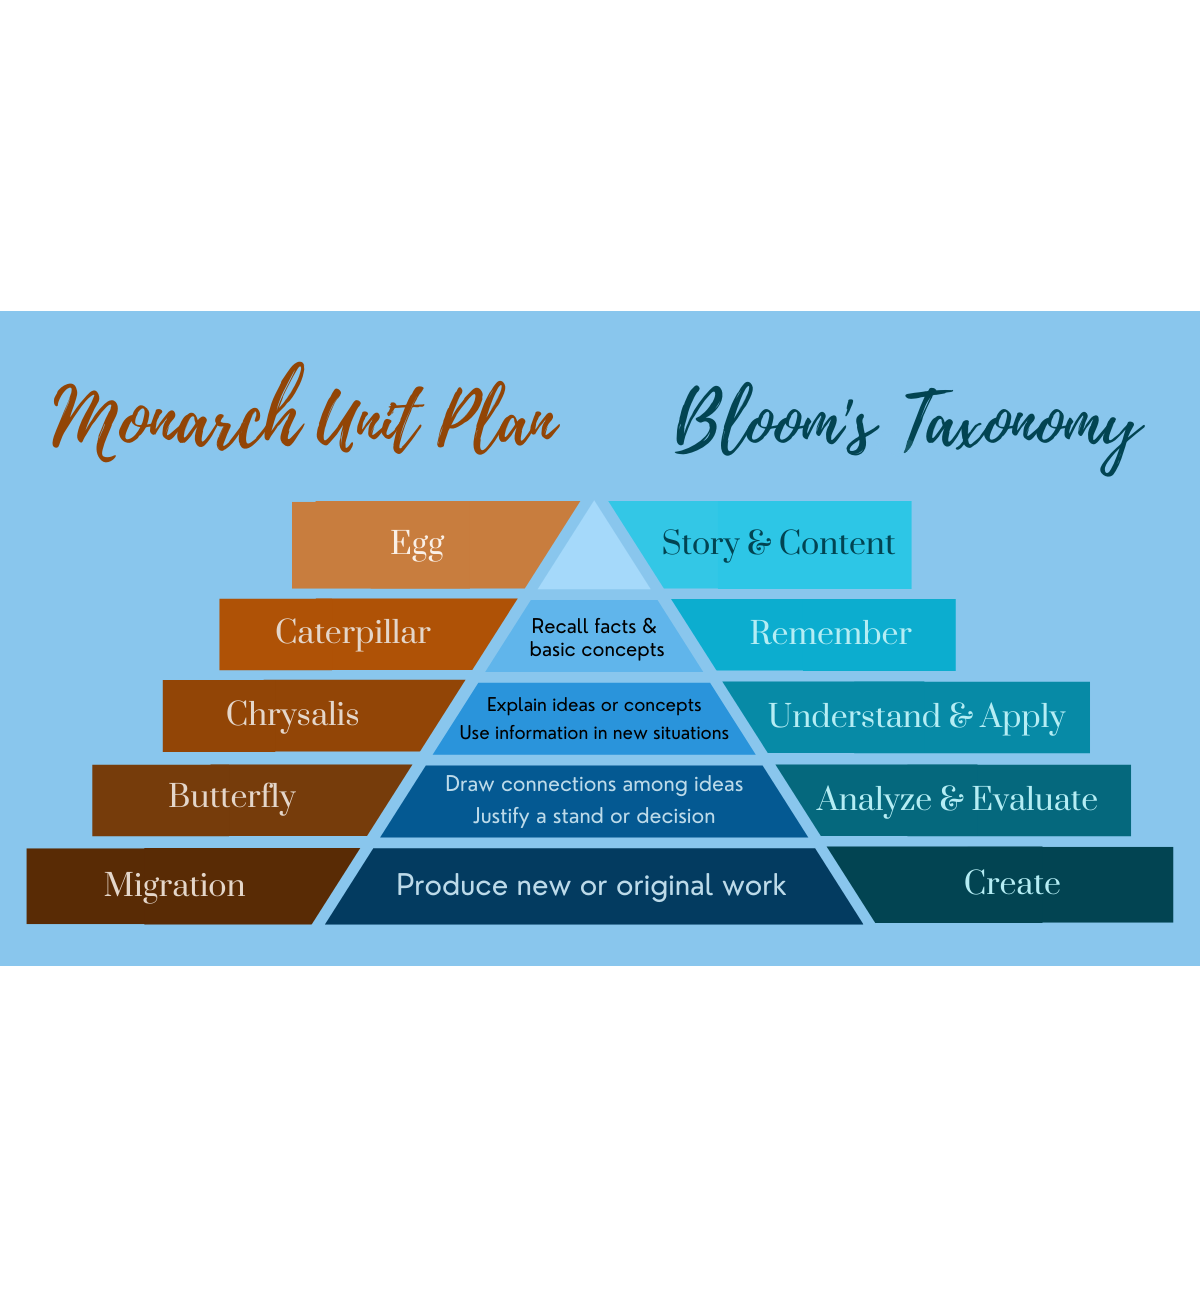 Monarch Unit Plan
Bloom's Taxonomy
Egg
Story & Content
Caterpillar
Recall facts &
basic concepts
Remember
Chrysalis
Explain ideas or concepts
Use information in new situations
Understand & Apply
Butterfly
Draw connections among ideas
Justify a stand or decision
Analyze & Evaluate
Migration
Produce new or original work
Create